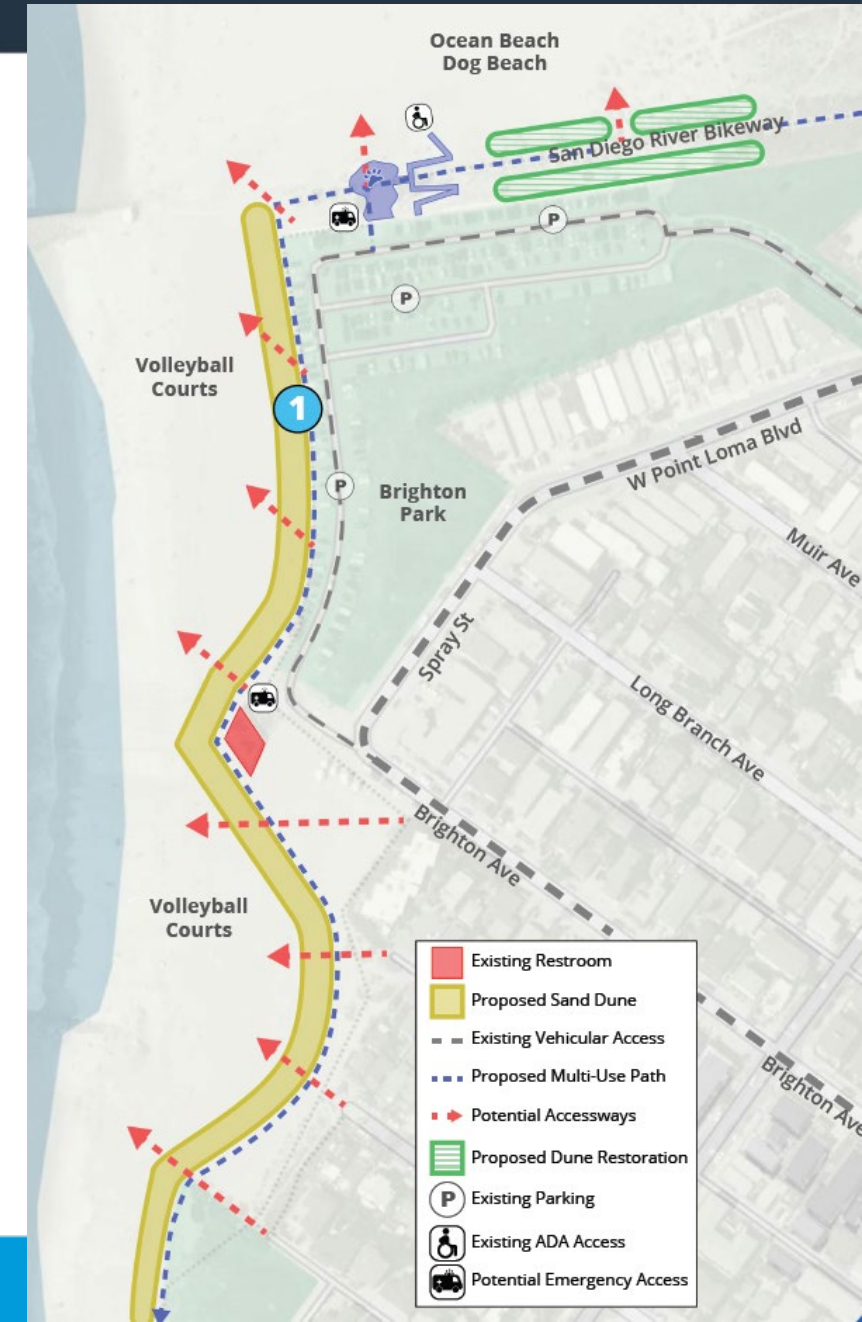 Ocean Beach
Dog Beach
San Diego River Bikeway
P
P
Volleyball
Courts
1
W Point Loma Blvd
P
Brighton
Park
Muir Ave
Spray St
Long Branch Ave
Brighton Ave
Volleyball
Courts
Existing Restroom
Proposed Sand Dune
Existing Vehicular Access
Proposed Multi-Use Path
Potential Accessways
Proposed Dune Restoration
P Existing Parking
Existing ADA Access
Potential Emergency Access
Brighton Ave